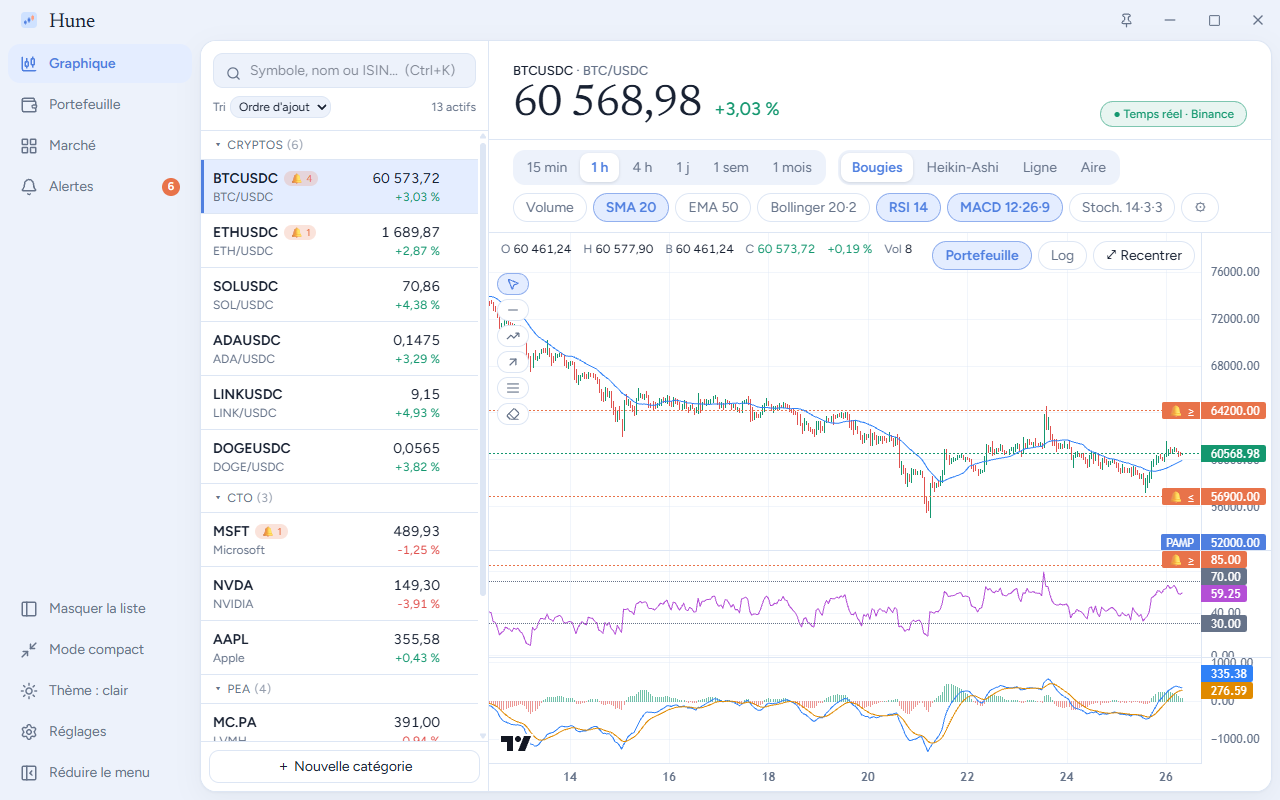 Hune
Graphique
Portefeuille
Marché
Alertes 6
Masquer la liste
Mode compact
Thème : clair
Réglages
Réduire le menu
Symbole, nom ou ISIN… (Ctrl+K)
Tri Ordre d'ajout 13 actifs
CRYPTOS (6)
BTCUSDC 4 60 573,72
BTC/USDC +3,03 %
ETHUSDC 1 1 689,87
ETH/USDC +2,87 %
SOLUSDC 70,86
SOL/USDC +4,38 %
ADAUSDC 0,1475
ADA/USDC +3,29 %
LINKUSDC 9,15
LINK/USDC +4,93 %
DOGEUSDC 0,0565
DOGE/USDC +3,82 %
CTO (3)
MSFT 1 489,93
Microsoft -1,25 %
NVDA 149,30
NVIDIA -3,91 %
AAPL 355,58
Apple +0,43 %
PEA (4)
MC.PA 391,00
LVMH -0,94 %
+ Nouvelle catégorie
BTCUSDC · BTC/USDC
60 568,98 +3,03 %
● Temps réel · Binance
15 min 1 h 4 h 1 j 1 sem 1 mois Bougies Heikin-Ashi Ligne Aire
Volume SMA 20 EMA 50 Bollinger 20·2 RSI 14 MACD 12·26·9 Stoch. 14·3·3
O 60 461,24 H 60 577,90 B 60 461,24 C 60 573,72 +0,19 % Vol 8
Portefeuille Log Recentrer
76000.00
72000.00
68000.00
≥ 64200.00
60568.98
≤ 56900.00
56000.00
PAMP 52000.00
≥ 85.00
70.00
59.25
40.00
30.00
0.00
1000.00
335.38
276.59
0.00
−1000.00
14 16 18 20 22 24 26